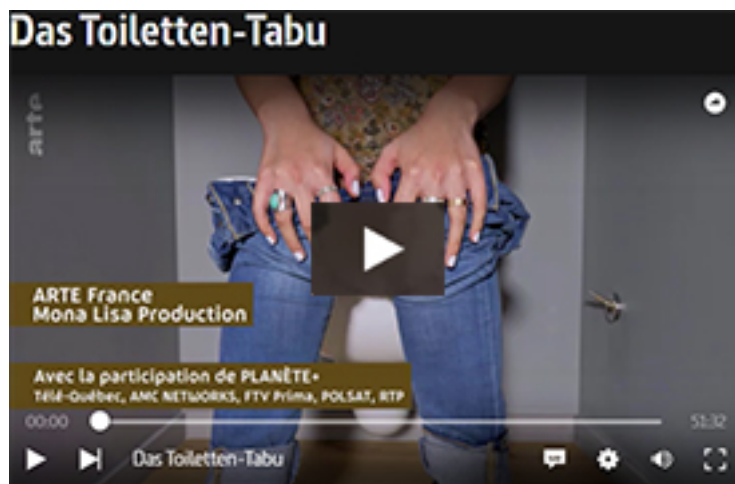 Das Toiletten-Tabu
arte
ARTE France
Mona Lisa Production
Avec la participation de PLANÈTE+
Télé-Québec, AMC NETWORKS, FTV Prima, POLSAT, RTP
00:00
51:32
Das Toiletten-Tabu